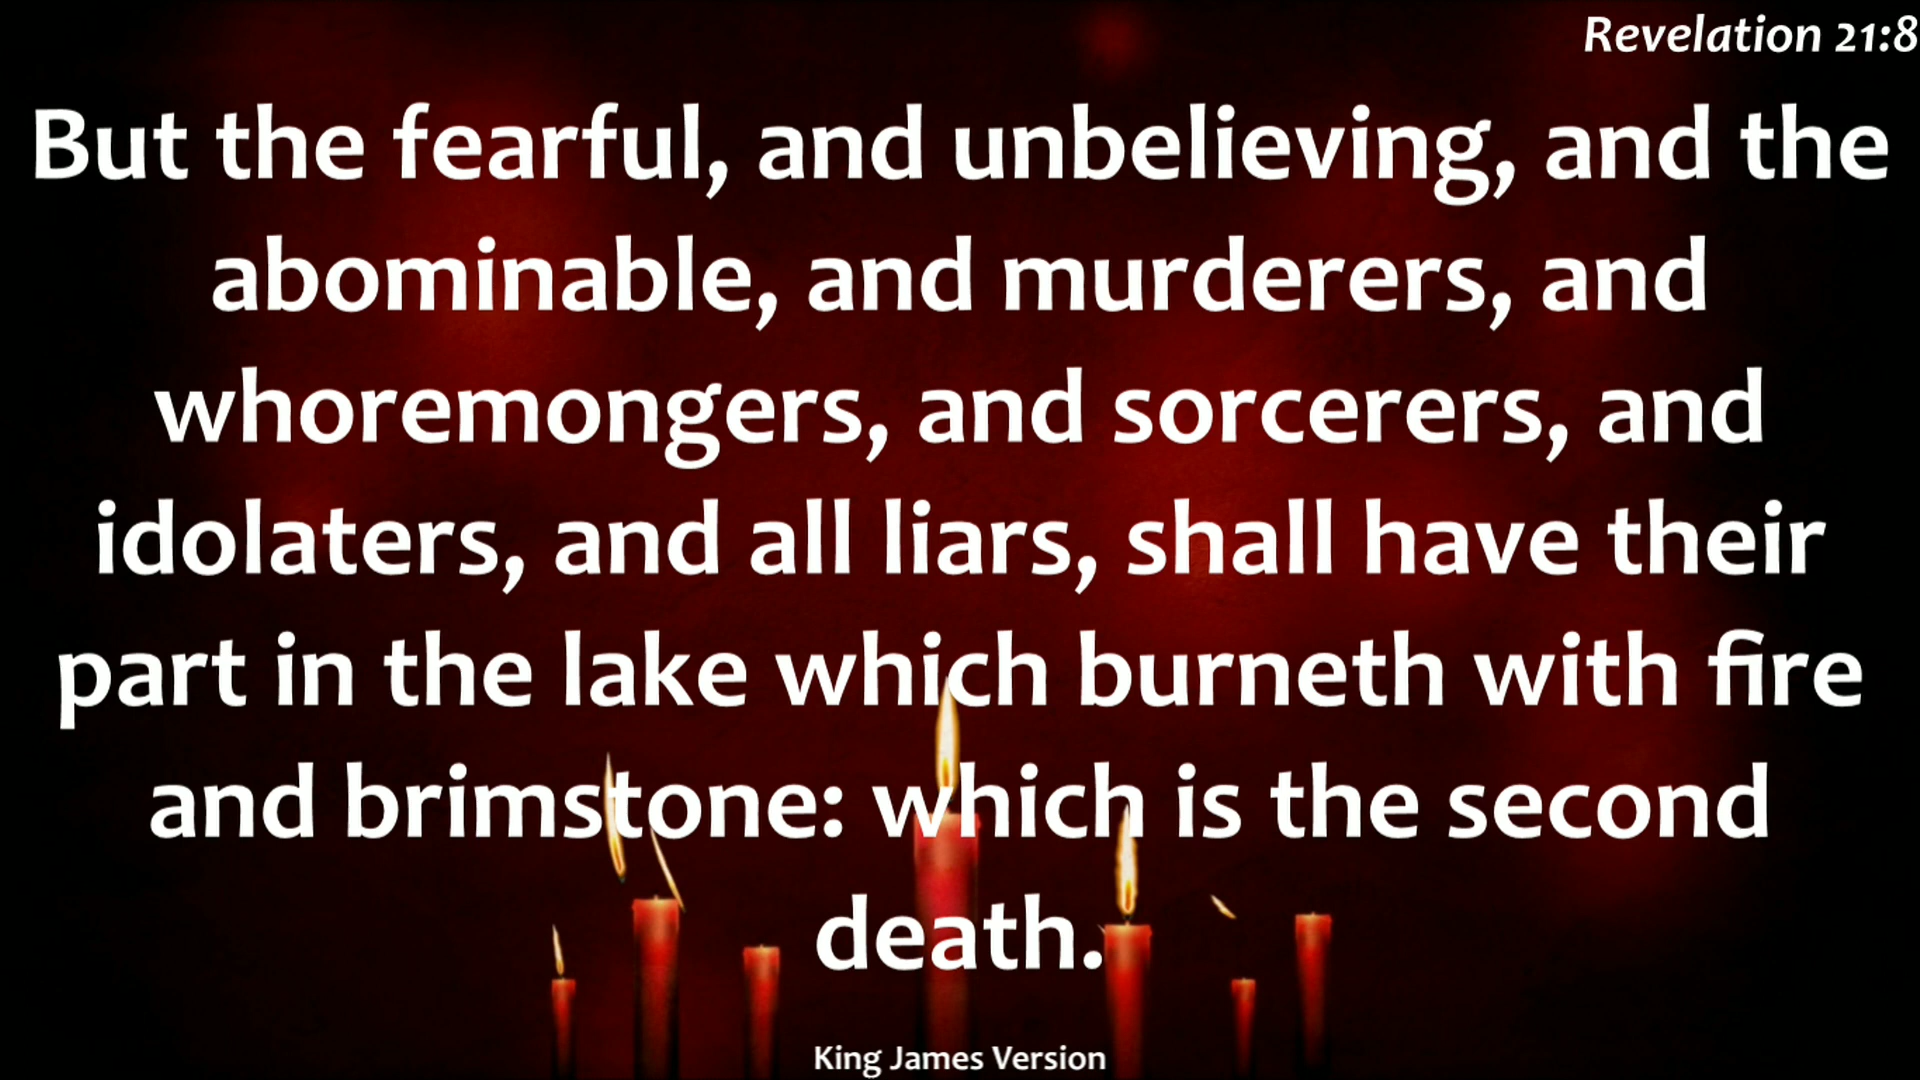 Revelation 21:8
But the fearful, and unbelieving, and the
abominable, and murderers, and
whoremongers, and sorcerers, and
idolaters, and all liars, shall have their
part in the lake which burneth with fire
and brimstone: which is the second
death.
King James Version